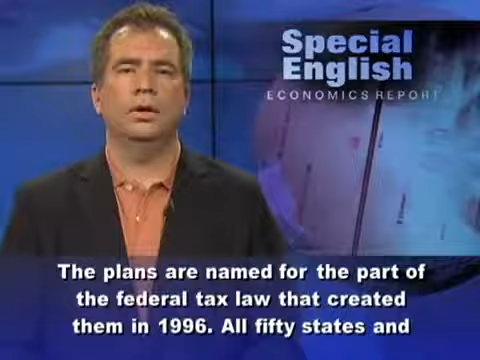 Special
English
ECONOMICS REPORT
The plans are named for the part of
the federal tax law that created
them in 1996. All fifty states and